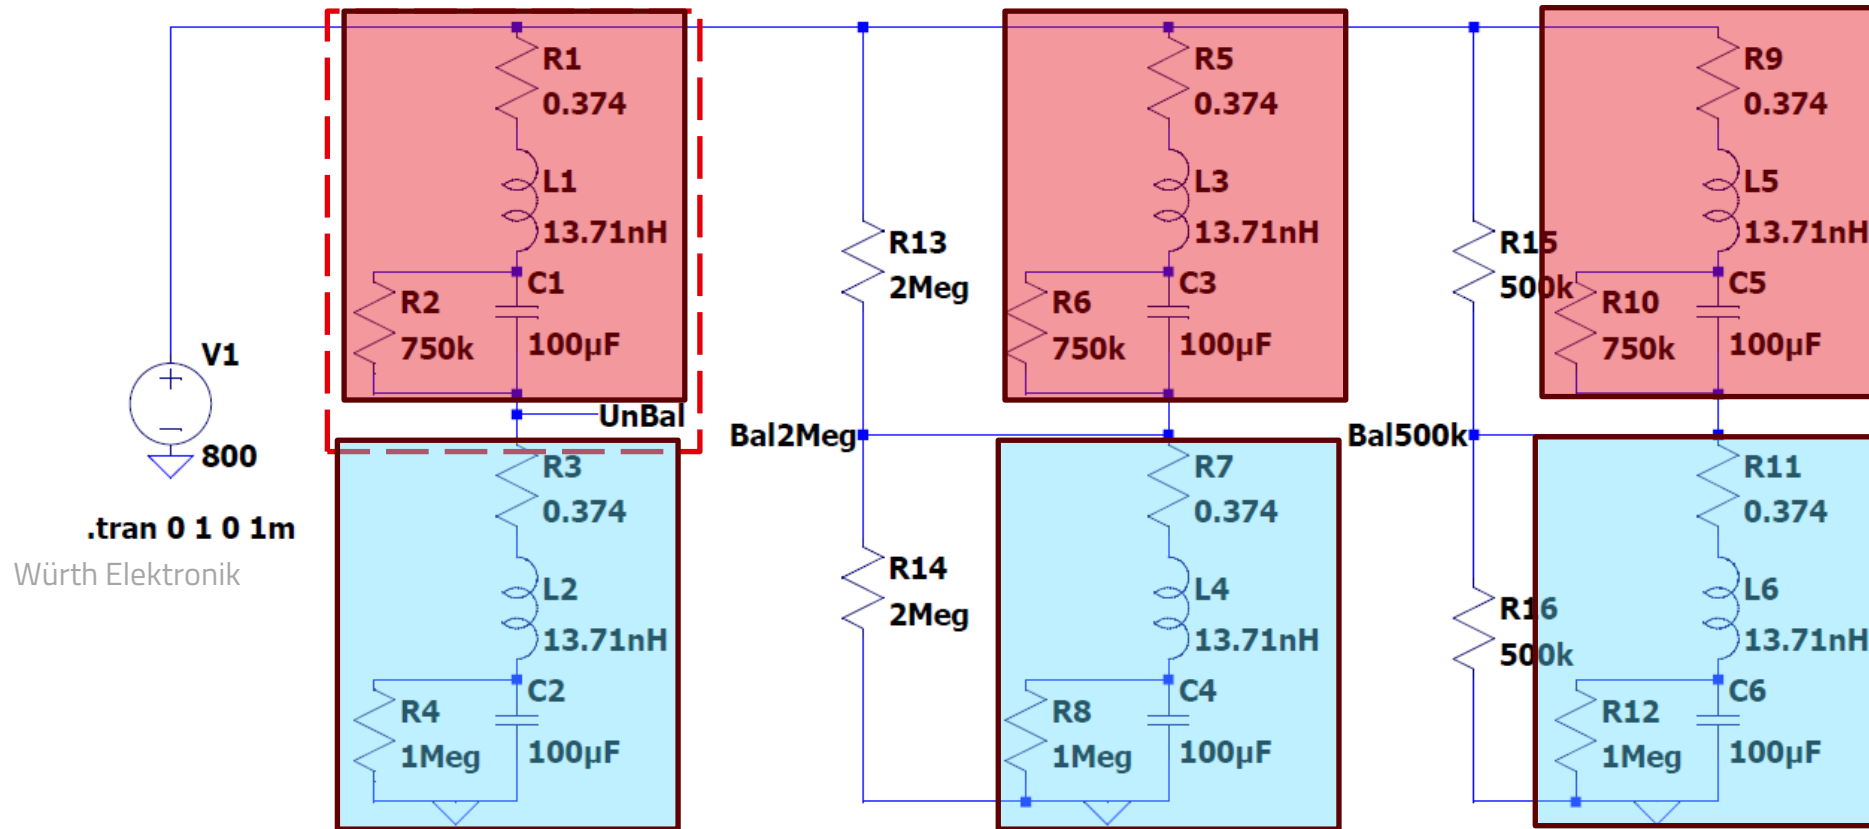 R1
0.374
L1
13.71nH
C1
100µF
R2
750k
UnBal
R3
0.374
L2
13.71nH
C2
100µF
R4
1Meg
V1
800
.tran 0 1 0 1m
Würth Elektronik
R13
2Meg
Bal2Meg
R14
2Meg
R5
0.374
L3
13.71nH
C3
100µF
R6
750k
R7
0.374
L4
13.71nH
C4
100µF
R8
1Meg
R15
500k
Bal500k
R16
500k
R9
0.374
L5
13.71nH
C5
100µF
R10
750k
R11
0.374
L6
13.71nH
C6
100µF
R12
1Meg